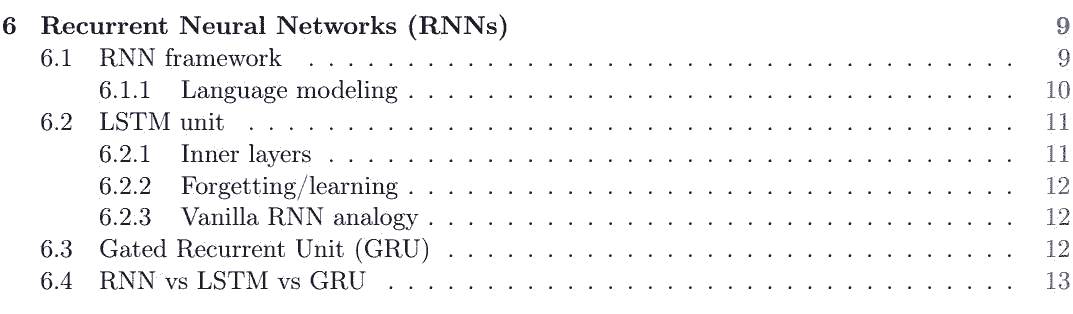 6 Recurrent Neural Networks (RNNs) 9
6.1 RNN framework . . . . . . . . . . . . . . . . . . . . . . . . . . . . . . . . . . . . 9
6.1.1 Language modeling . . . . . . . . . . . . . . . . . . . . . . . . . . . . . . . 10
6.2 LSTM unit . . . . . . . . . . . . . . . . . . . . . . . . . . . . . . . . . . . . . . . 11
6.2.1 Inner layers . . . . . . . . . . . . . . . . . . . . . . . . . . . . . . . . . . . 11
6.2.2 Forgetting/learning . . . . . . . . . . . . . . . . . . . . . . . . . . . . . . . 12
6.2.3 Vanilla RNN analogy . . . . . . . . . . . . . . . . . . . . . . . . . . . . . . 12
6.3 Gated Recurrent Unit (GRU) . . . . . . . . . . . . . . . . . . . . . . . . . . . . . 12
6.4 RNN vs LSTM vs GRU . . . . . . . . . . . . . . . . . . . . . . . . . . . . . . . . 13